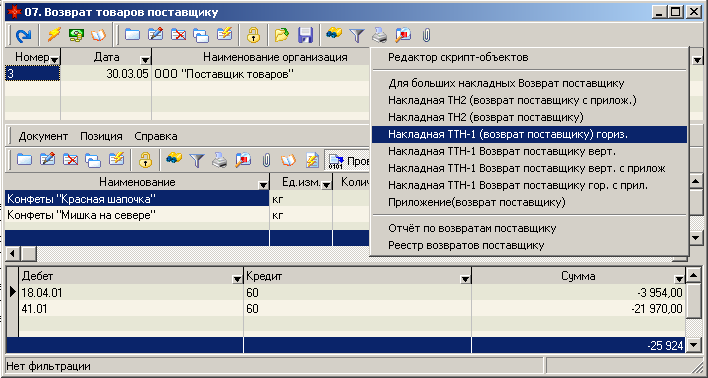 07. Возврат товаров поставщику
Номер Дата Наименование организация
3 30.03.05 ООО "Поставщик товаров"
Редактор скрипт-объектов
Для больших накладных Возврат поставщику
Накладная ТН2 (возврат поставщику с прилож.)
Накладная ТН2 (возврат поставщику)
Накладная ТТН-1 (возврат поставщику) гориз.
Накладная ТТН-1 Возврат поставщику верт.
Накладная ТТН-1 Возврат поставщику верт. с прилож
Накладная ТТН-1 Возврат поставщику гор. с прил.
Приложение(возврат поставщику)
Отчёт по возвратам поставщику
Реестр возвратов поставщику
Документ Позиция Справка
0101 Пров
Наименование Ед.изм. Колич
Конфеты "Красная шапочка" кг
Конфеты "Мишка на севере" кг
Дебет Кредит Сумма
18.04.01 60 -3 954,00
41.01 60 -21 970,00
-25 924
Нет фильтрации